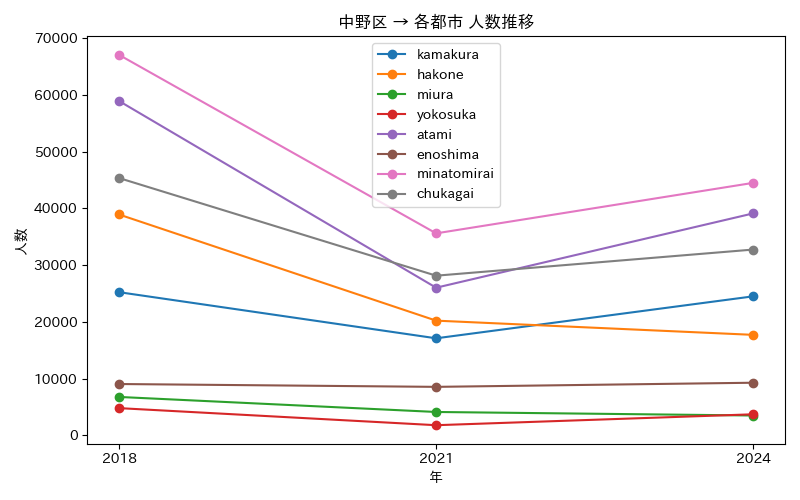 中野区 → 各都市 人数推移
70000
60000
50000
40000
30000
20000
10000
0
人数
kamakura
hakone
miura
yokosuka
atami
enoshima
minatomirai
chukagai
2018
2021
2024
年